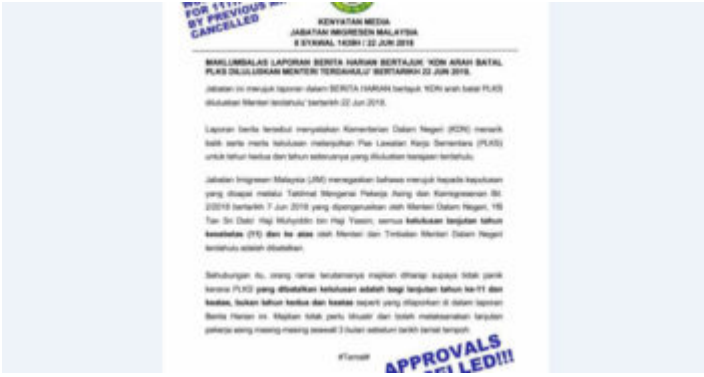 FOR 11TH
BY PREVIOUS
CANCELLED
KENYATAN MEDIA
JABATAN IMIGRESEN MALAYSIA
8 SYAWAL 1439H / 22 JUN 2018
MAKLUMBALAS LAPORAN BERITA HARIAN BERTAJUK 'KDN ARAH BATAL
PLKS DILULUSKAN MENTERI TERDAHULU' BERTARIKH 22 JUN 2018.
Jabatan ini merujuk laporan dalam BERITA HARIAN bertajuk 'KDN arah batal PLKS
diluluskan Menteri terdahulu' bertarikh 22 Jun 2018.
Laporan berita tersebut menyatakan Kementerian Dalam Negeri (KDN) menarik
balik serta merta kelulusan melanjutkan Pas Lawatan Kerja Sementara (PLKS)
untuk tahun kedua dan tahun seterusnya yang diluluskan kerajaan terdahulu.
Jabatan Imigresen Malaysia (JIM) menegaskan bahawa merujuk kepada keputusan
yang dicapai melalui Taklimat Mengenai Pekerja Asing dan Keimigresenan Bil.
2/2018 bertarikh 7 Jun 2018 yang dipengerusikan oleh Menteri Dalam Negeri, YB
Tan Sri Dato' Haji Muhyiddin bin Haji Yassin, semua kelulusan lanjutan tahun
kesebelas (11) dan ke atas oleh Menteri dan Timbalan Menteri Dalam Negeri
terdahulu adalah dibatalkan.
Sehubungan itu, orang ramai terutamanya majikan diharap supaya tidak panik
kerana PLKS yang dibatalkan kelulusan adalah bagi lanjutan tahun ke-11 dan
keatas, bukan tahun kedua dan keatas seperti yang dilaporkan di dalam laporan
Berita Harian ini. Majikan tidak perlu khuatir dan boleh melaksanakan lanjutan
pekerja asing masing-masing seawal 3 bulan sebelum tarikh tamat tempoh.
#Tamat#
APPROVALS
CANCELLED!!!